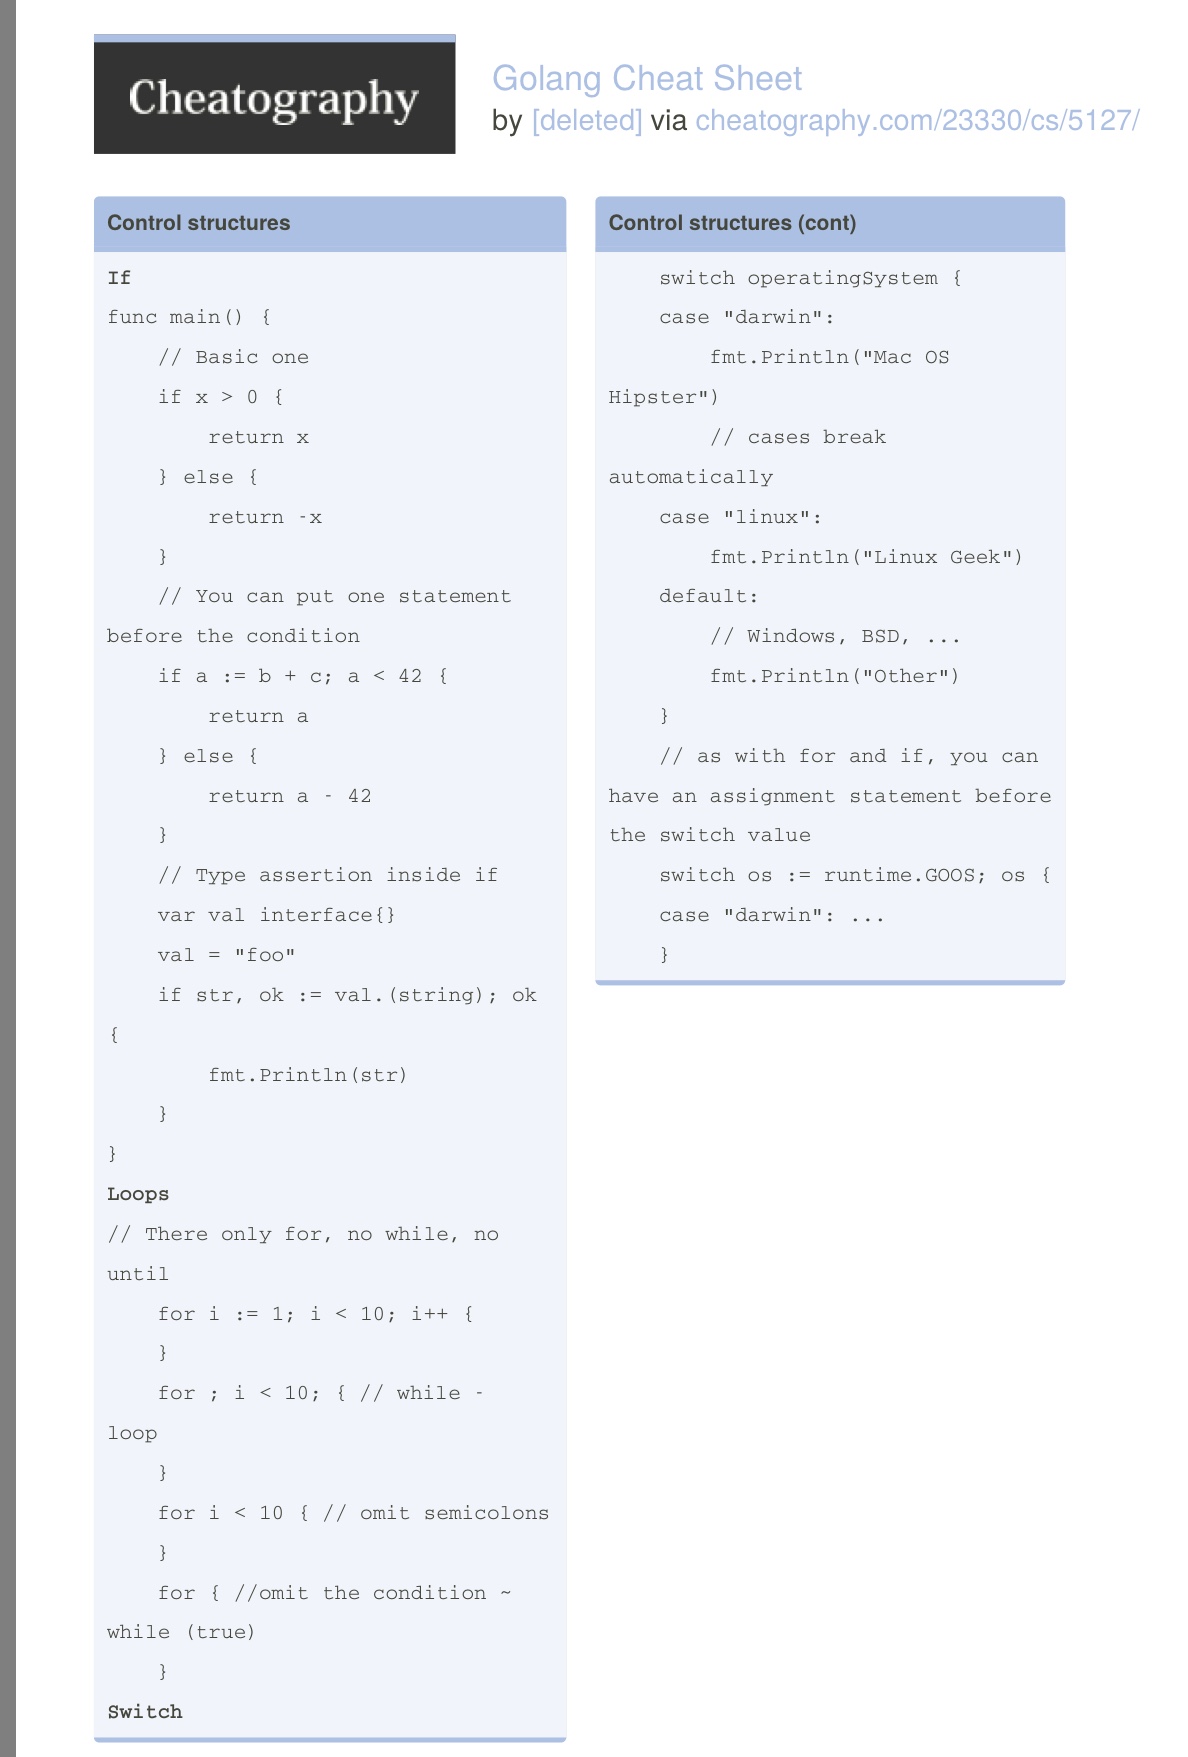 Cheatography
Golang Cheat Sheet
by [deleted] via cheatography.com/23330/cs/5127/
Control structures
If
func main() {
    // Basic one
    if x > 0 {
        return x
    } else {
        return -x
    }
    // You can put one statement
before the condition
    if a := b + c; a < 42 {
        return a
    } else {
        return a - 42
    }
    // Type assertion inside if
    var val interface{}
    val = "foo"
    if str, ok := val.(string); ok
{
        fmt.Println(str)
    }
}
Loops
// There only for, no while, no
until
    for i := 1; i < 10; i++ {
    }
    for ; i < 10; { // while -
loop
    }
    for i < 10 { // omit semicolons
    }
    for { //omit the condition ~
while (true)
    }
Switch
Control structures (cont)
    switch operatingSystem {
    case "darwin":
        fmt.Println("Mac OS
Hipster")
        // cases break
automatically
    case "linux":
        fmt.Println("Linux Geek")
    default:
        // Windows, BSD, ...
        fmt.Println("Other")
    }
    // as with for and if, you can
have an assignment statement before
the switch value
    switch os := runtime.GOOS; os {
    case "darwin": ...
    }